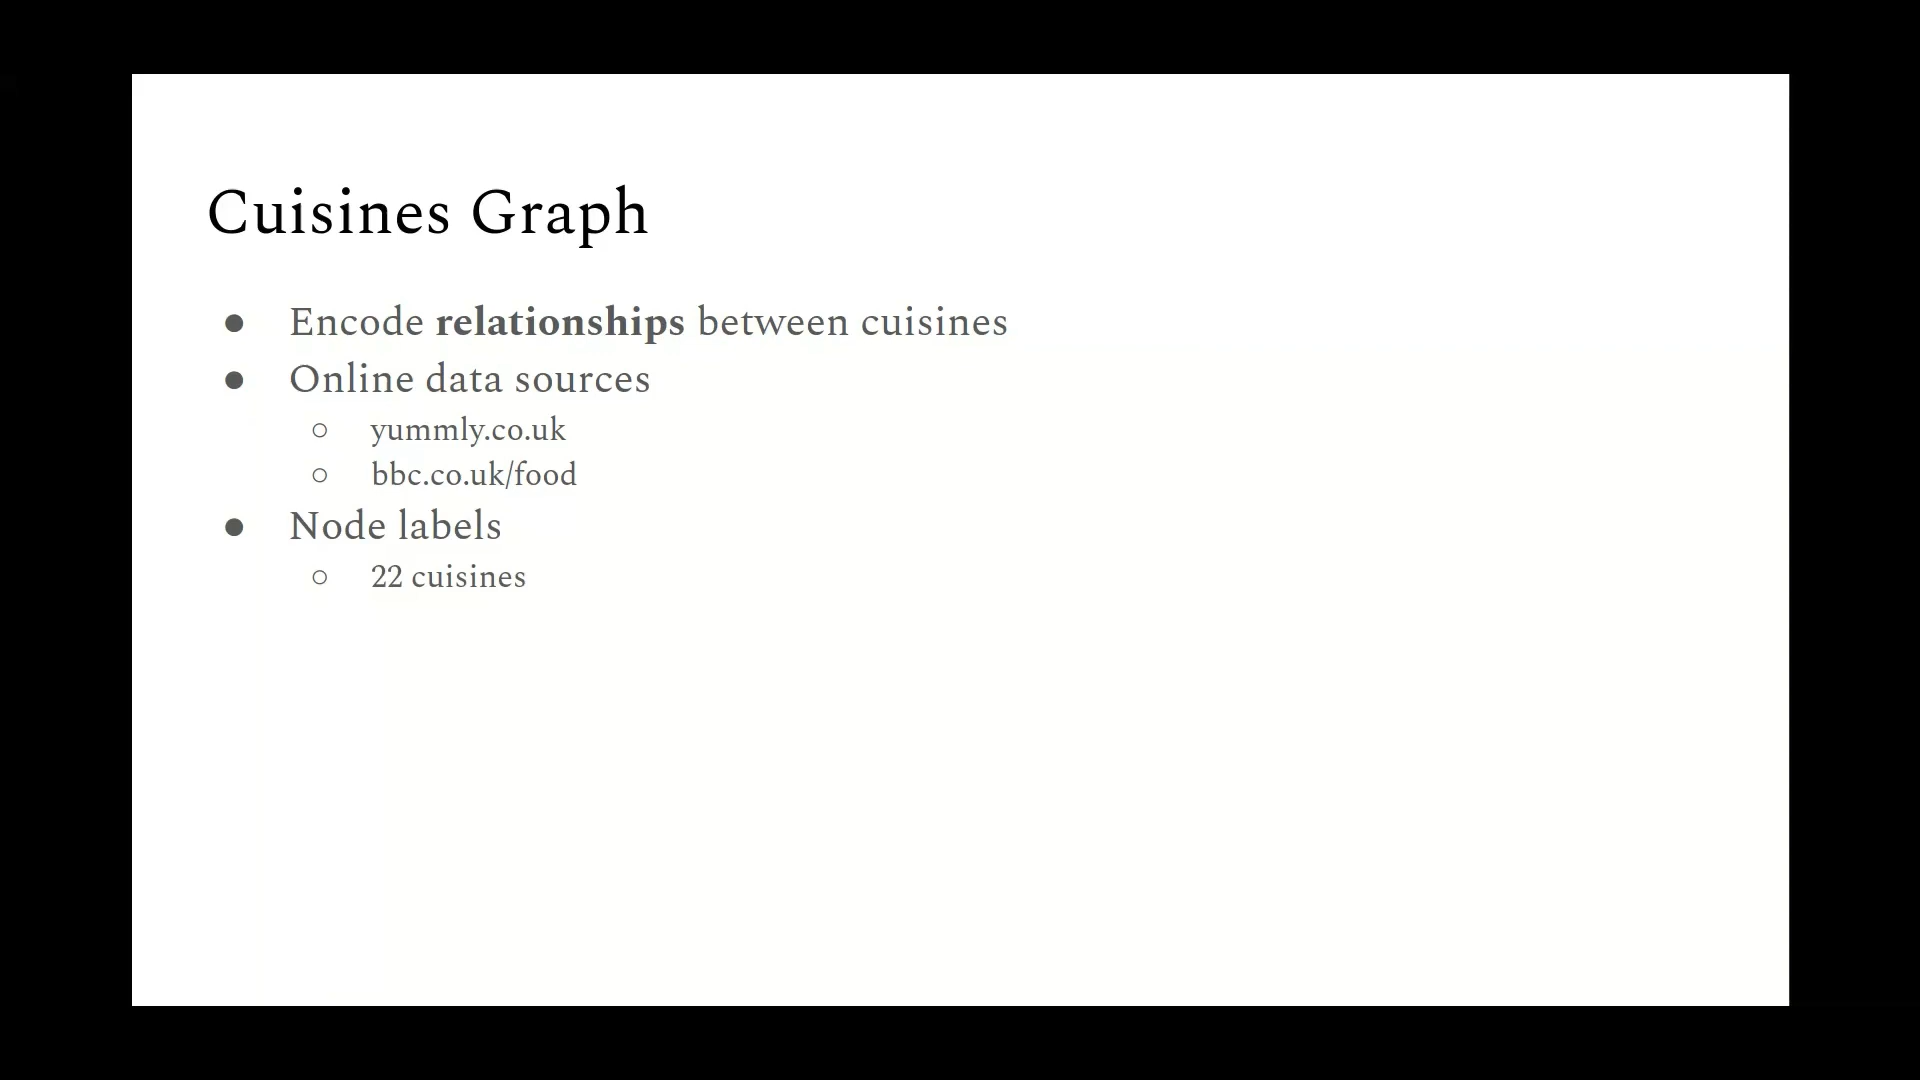 Cuisines Graph
● Encode relationships between cuisines
● Online data sources
○ yummly.co.uk
○ bbc.co.uk/food
● Node labels
○ 22 cuisines